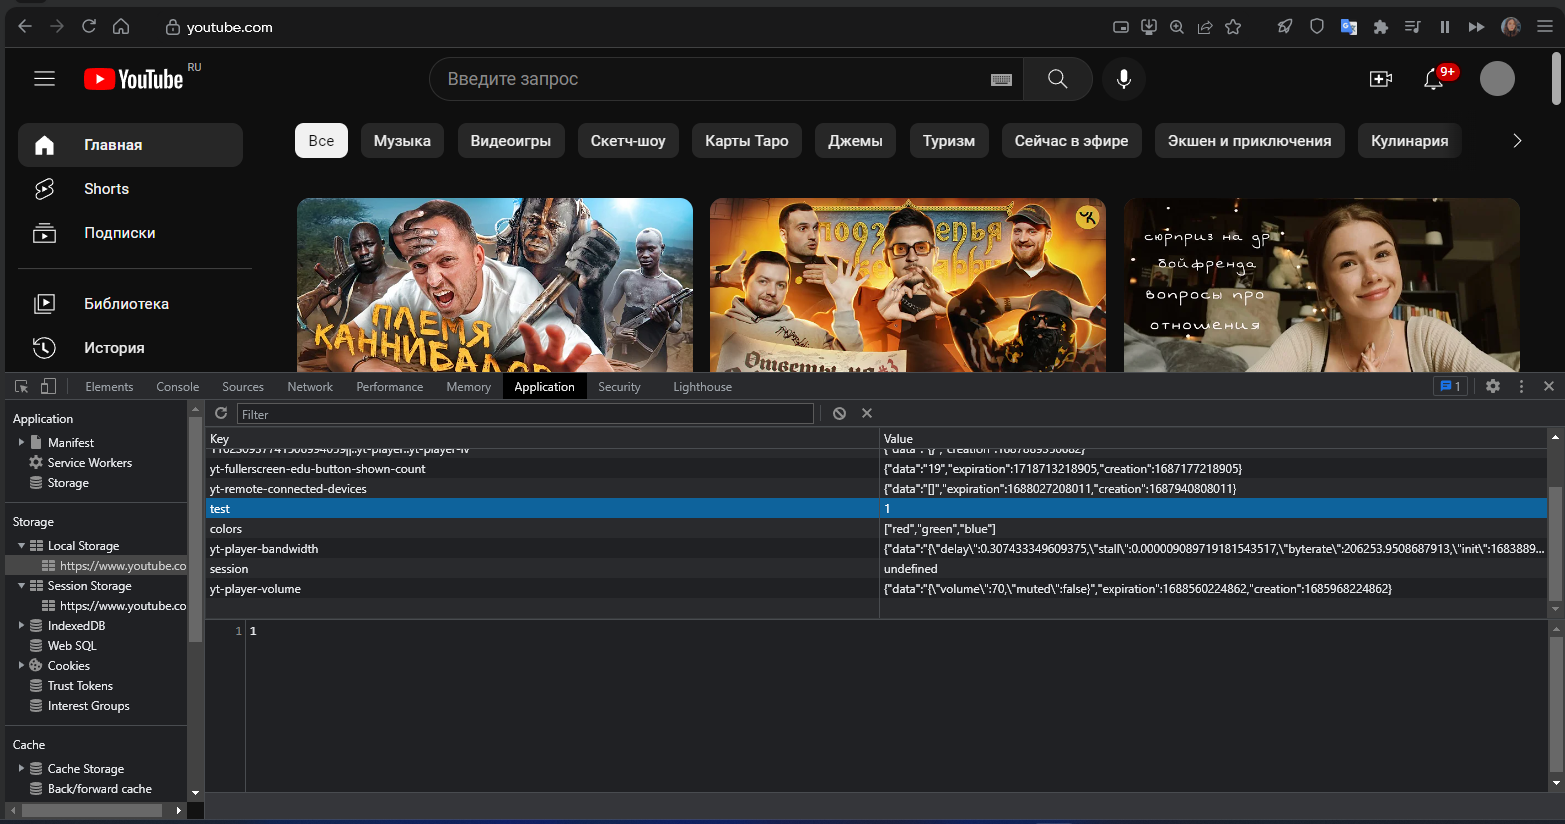 youtube.com
YouTube RU
Введите запрос
9+
Главная
Shorts
Подписки
Библиотека
История
Все Музыка Видеоигры Скетч-шоу Карты Таро Джемы Туризм Сейчас в эфире Экшен и приключения Кулинария
ПЛЕМЯ
КАННИБАЛОВ
Ответы на #3
сюрприз на др
бойфренда
вопросы про
отношения
Elements Console Sources Network Performance Memory Application Security Lighthouse 1
Application
Manifest
Service Workers
Storage
Storage
Local Storage
https://www.youtube.co
Session Storage
https://www.youtube.co
IndexedDB
Web SQL
Cookies
Trust Tokens
Interest Groups
Cache
Cache Storage
Back/forward cache
Filter
Key Value
yt-fullerscreen-edu-button-shown-count {"data":"19","expiration":1718713218905,"creation":1687177218905}
yt-remote-connected-devices {"data":"[]","expiration":1688027208011,"creation":1687940808011}
test 1
colors ["red","green","blue"]
yt-player-bandwidth {"data":"{\"delay\":0.307433349609375,\"stall\":0.000009089719181543517,\"byterate\":206253.9508687913,\"init\":1683889...
session undefined
yt-player-volume {"data":"{\"volume\":70,\"muted\":false}","expiration":1688560224862,"creation":1685968224862}
1 1